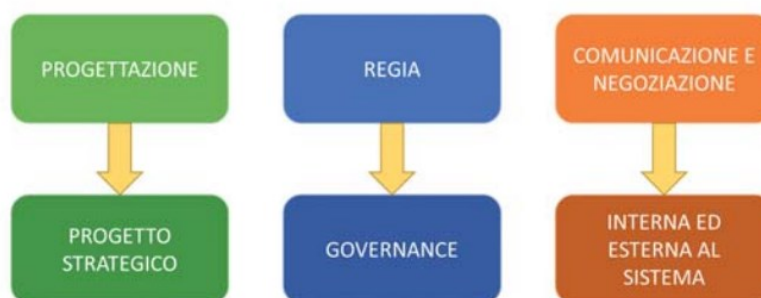 PROGETTAZIONE
REGIA
COMUNICAZIONE E
NEGOZIAZIONE
PROGETTO
STRATEGICO
GOVERNANCE
INTERNA ED
ESTERNA AL
SISTEMA